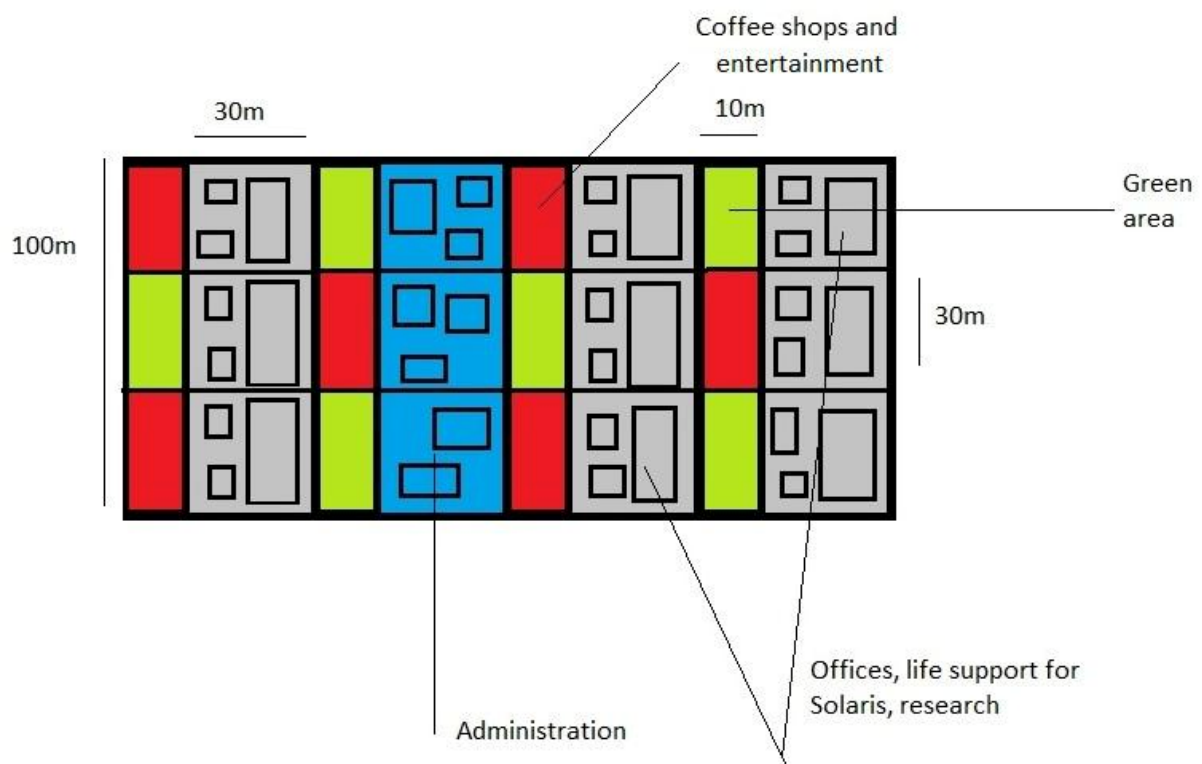 Coffee shops and
entertainment
30m
10m
Green
area
100m
30m
Offices, life support for
Solaris, research
Administration